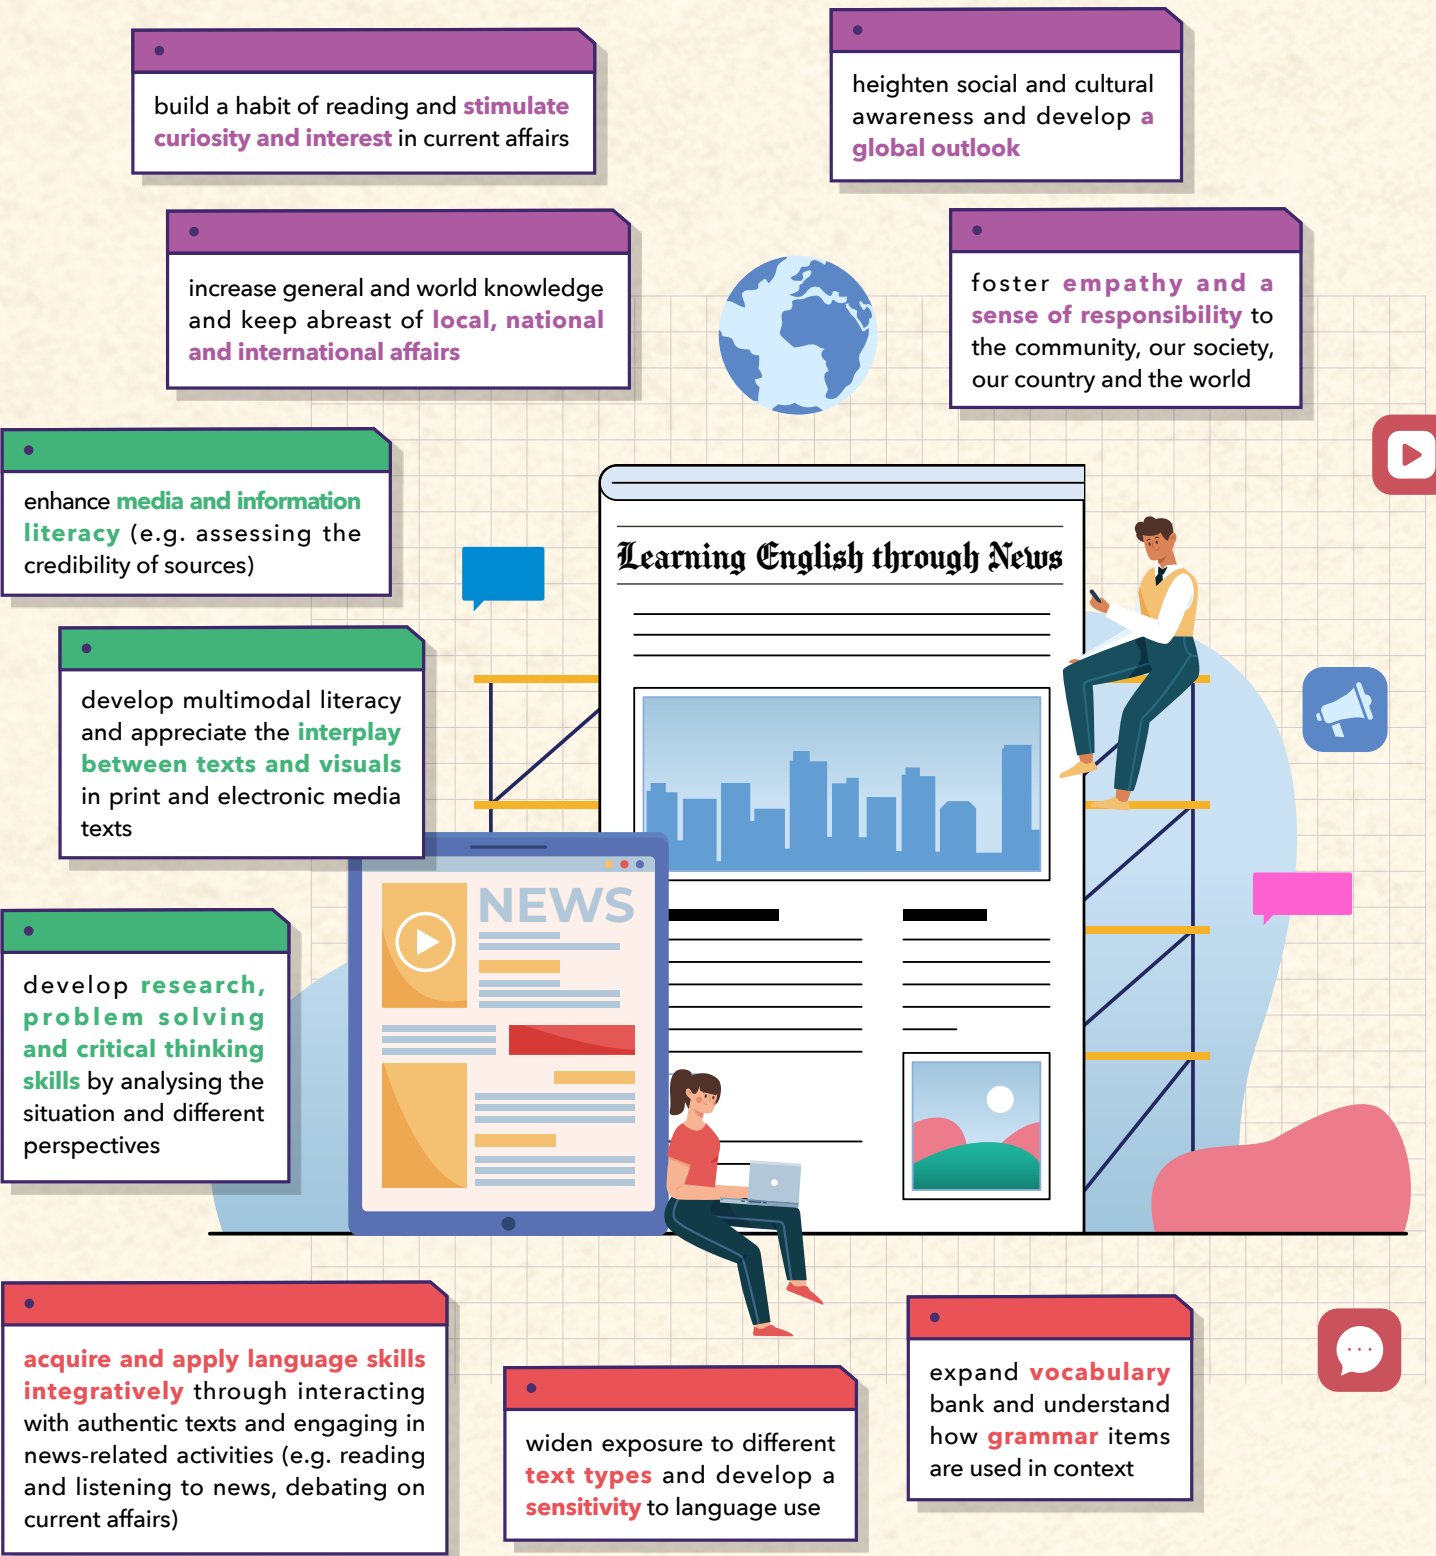 build a habit of reading and stimulate
curiosity and interest in current affairs
heighten social and cultural
awareness and develop a
global outlook
increase general and world knowledge
and keep abreast of local, national
and international affairs
foster empathy and a
sense of responsibility to
the community, our society,
our country and the world
enhance media and information
literacy (e.g. assessing the
credibility of sources)
Learning English through News
develop multimodal literacy
and appreciate the interplay
between texts and visuals
in print and electronic media
texts
NEWS
develop research,
problem solving
and critical thinking
skills by analysing the
situation and different
perspectives
acquire and apply language skills
integratively through interacting
with authentic texts and engaging in
news-related activities (e.g. reading
and listening to news, debating on
current affairs)
widen exposure to different
text types and develop a
sensitivity to language use
expand vocabulary
bank and understand
how grammar items
are used in context